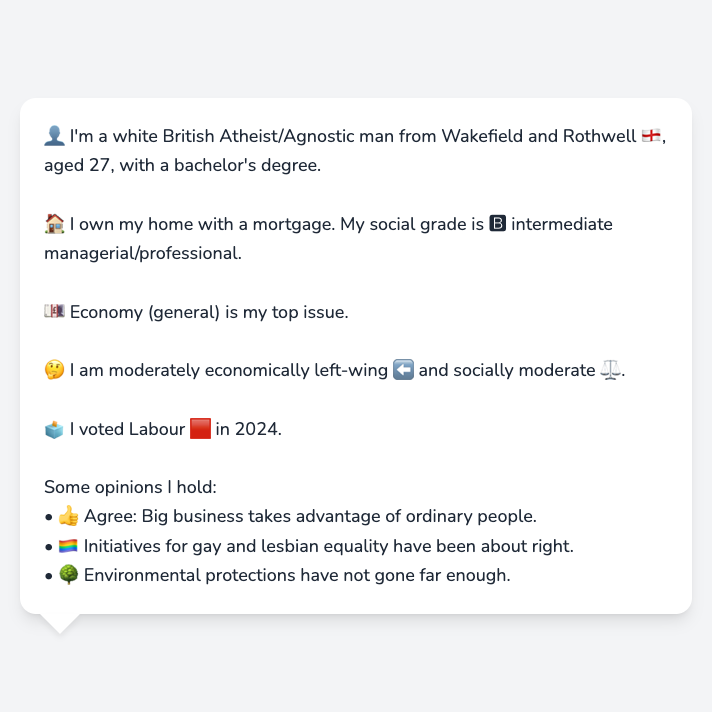 👤 I'm a white British Atheist/Agnostic man from Wakefield and Rothwell 🏴󠁧󠁢󠁥󠁮󠁧󠁿,
aged 27, with a bachelor's degree.
🏠 I own my home with a mortgage. My social grade is 🅱 intermediate
managerial/professional.
💷 Economy (general) is my top issue.
🤔 I am moderately economically left-wing ⬅️ and socially moderate ⚖️.
🗳️ I voted Labour 🟥 in 2024.
Some opinions I hold:
• 👍 Agree: Big business takes advantage of ordinary people.
• 🏳️‍🌈 Initiatives for gay and lesbian equality have been about right.
• 🌳 Environmental protections have not gone far enough.